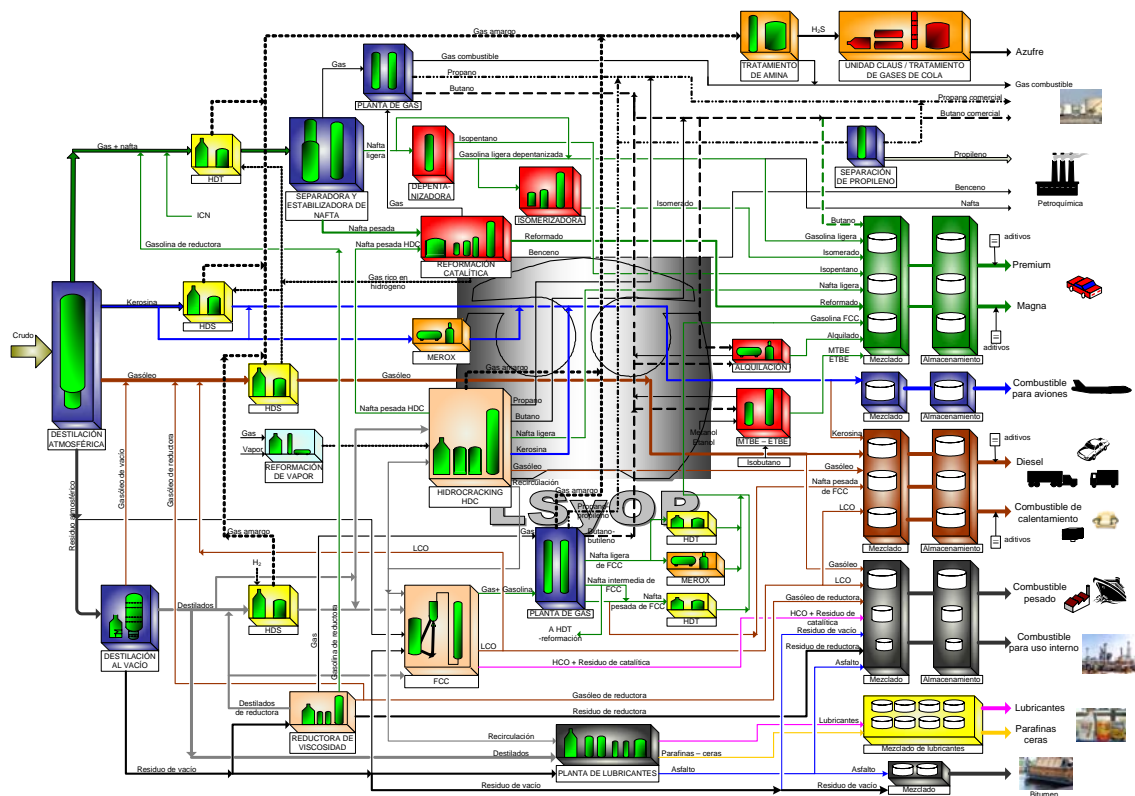 Gas amargo
H2S
TRATAMIENTO
DE AMINA
UNIDAD CLAUS / TRATAMIENTO
DE GASES DE COLA
Azufre
Gas combustible
Gas
Propano
Butano
PLANTA DE GAS
Gas combustible
Propano comercial
Butano comercial
Gas + nafta
HDT
Nafta
ligera
Isopentano
Gasolina ligera depentanizada
DEPENTA-
NIZADORA
SEPARADORA Y
ESTABILIZADORA DE
NAFTA
SEPARACIÓN
DE PROPILENO
Propileno
Benceno
Nafta
Petroquímica
Gas
ISOMERIZADORA
Isomerado
ICN
Gasolina de reductora
Nafta pesada
Nafta pesada HDC
Reformado
Benceno
REFORMACIÓN
CATALÍTICA
Gas rico en
hidrógeno
Butano
Gasolina ligera
Isomerado
Isopentano
Nafta ligera
Reformado
Gasolina FCC
Alquilado
MTBE
ETBE
Mezclado
Almacenamiento
aditivos
Premium
Magna
aditivos
Kerosina
HDS
MEROX
Crudo
ALQUILACIÓN
Gasóleo
HDS
Gasóleo
Gas amargo
DESTILACIÓN
ATMOSFÉRICA
Nafta pesada HDC
Propano
Butano
Nafta ligera
Kerosina
Gasóleo
Recirculación
HIDROCRACKING
HDC
Gas
Vapor
REFORMACIÓN
DE VAPOR
Metanol
Etanol
MTBE – ETBE
Isobutano
Mezclado
Almacenamiento
Combustible
para aviones
Kerosina
Gasóleo
Nafta pesada
de FCC
LCO
Mezclado
Almacenamiento
aditivos
Diesel
Combustible de
calentamiento
aditivos
Residuo atmosférico
Gasóleo de vacío
Gasóleo de reductora
Gas amargo
LSyOP
Gas amargo
Propano-
propileno
Butano-
butileno
Gas
LCO
H2
Destilados
HDS
Gas+ Gasolina
PLANTA DE GAS
Nafta ligera
de FCC
Nafta intermedia de
FCC
Nafta
pesada de FCC
HDT
MEROX
HDT
A HDT
-reformación
DESTILACIÓN
AL VACÍO
Gas
Gasolina de reductora
LCO
HCO + Residuo de catalítica
FCC
Gasóleo
LCO
HCO + Residuo de
catalítica
Residuo de vacío
Residuo de reductora
Asfalto
Mezclado
Almacenamiento
Combustible
pesado
Combustible
para uso interno
Destilados
de reductora
REDUCTORA DE
VISCOSIDAD
Gasóleo de reductora
Residuo de reductora
Recirculación
Destilados
PLANTA DE LUBRICANTES
Parafinas – ceras
Asfalto
Lubricantes
Mezclado de lubricantes
Lubricantes
Parafinas
ceras
Residuo de vacío
Residuo de vacío
Asfalto
Residuo de vacío
Mezclado
Bitumen